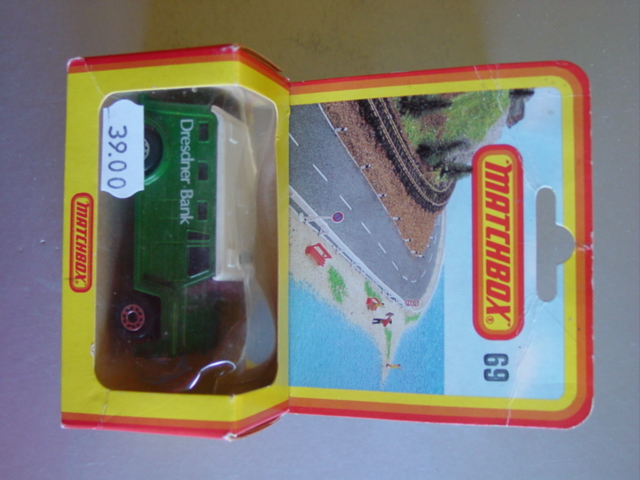 MATCHBOX
®
69
39.00
Dresdner Bank
MATCHBOX